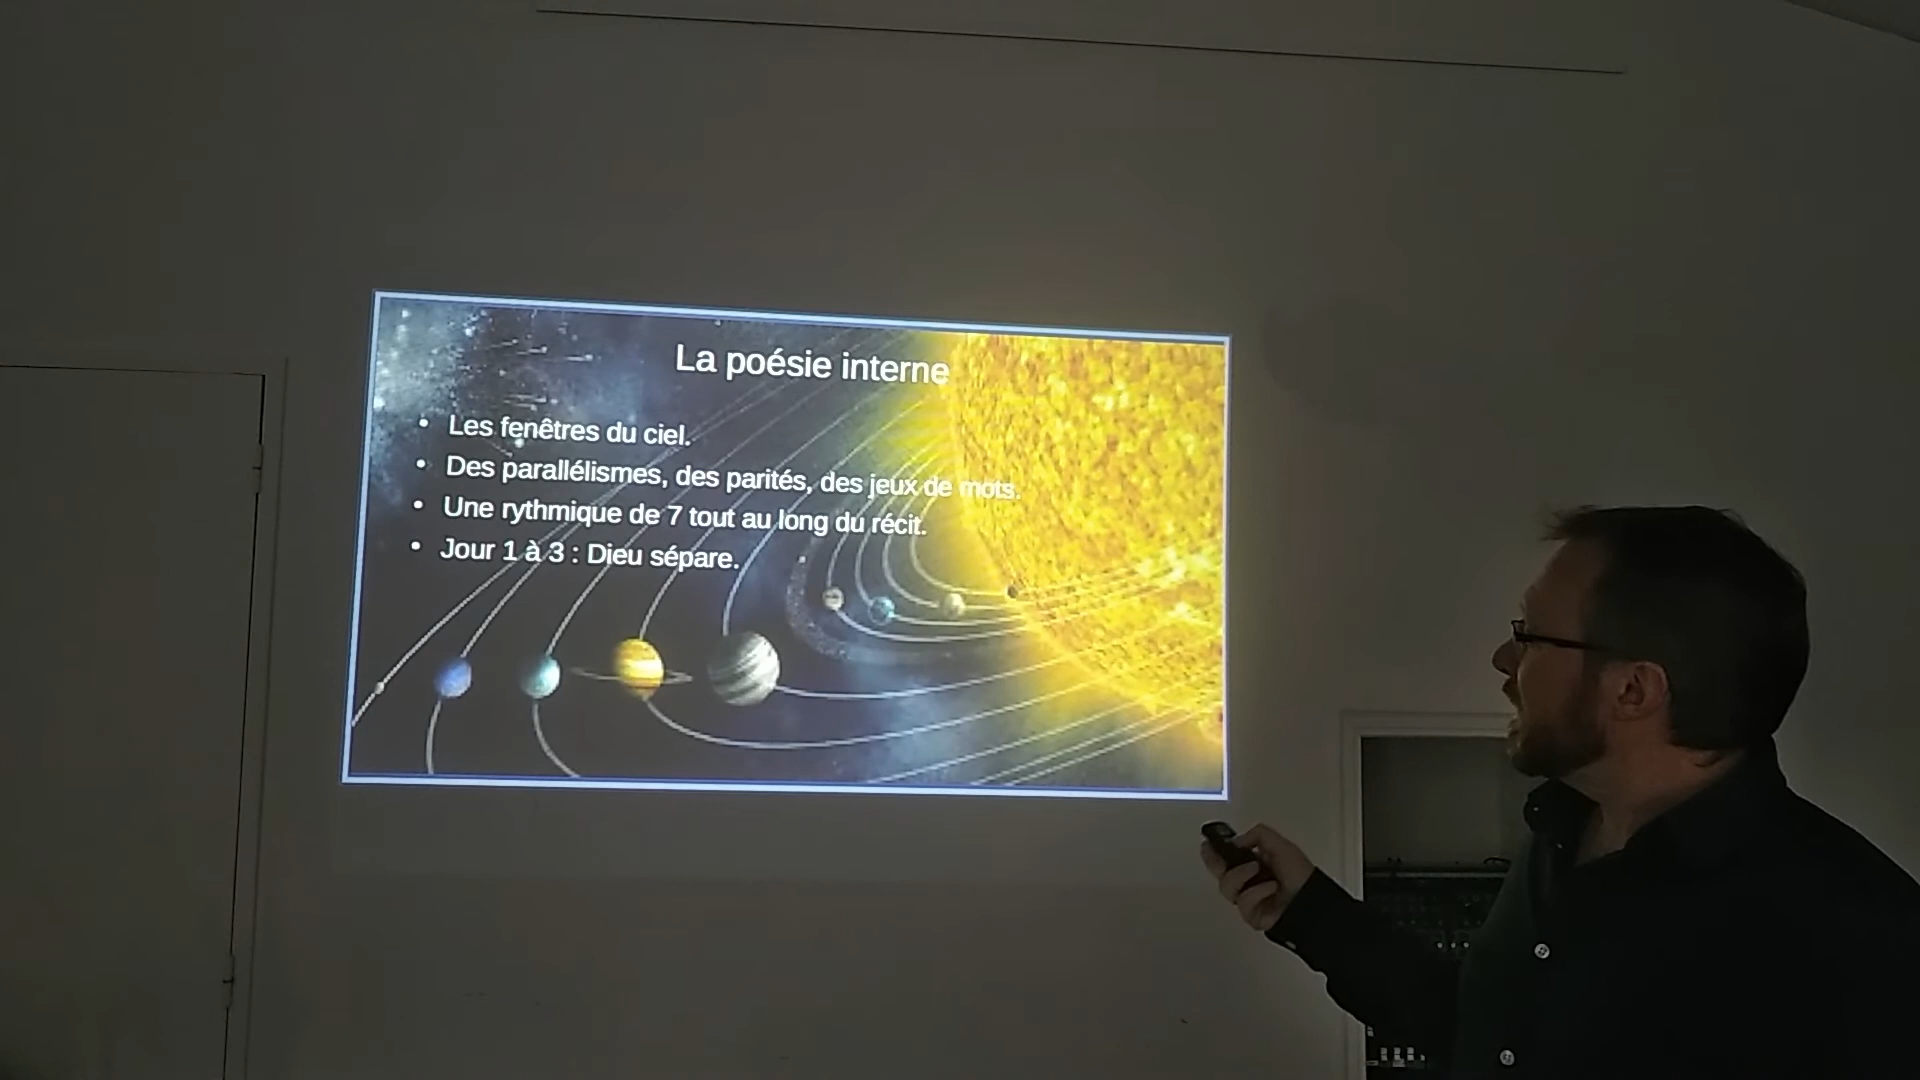 La poésie interne
• Les fenêtres du ciel.
• Des parallélismes, des parités, des jeux de mots.
• Une rythmique de 7 tout au long du récit.
• Jour 1 à 3 : Dieu sépare.